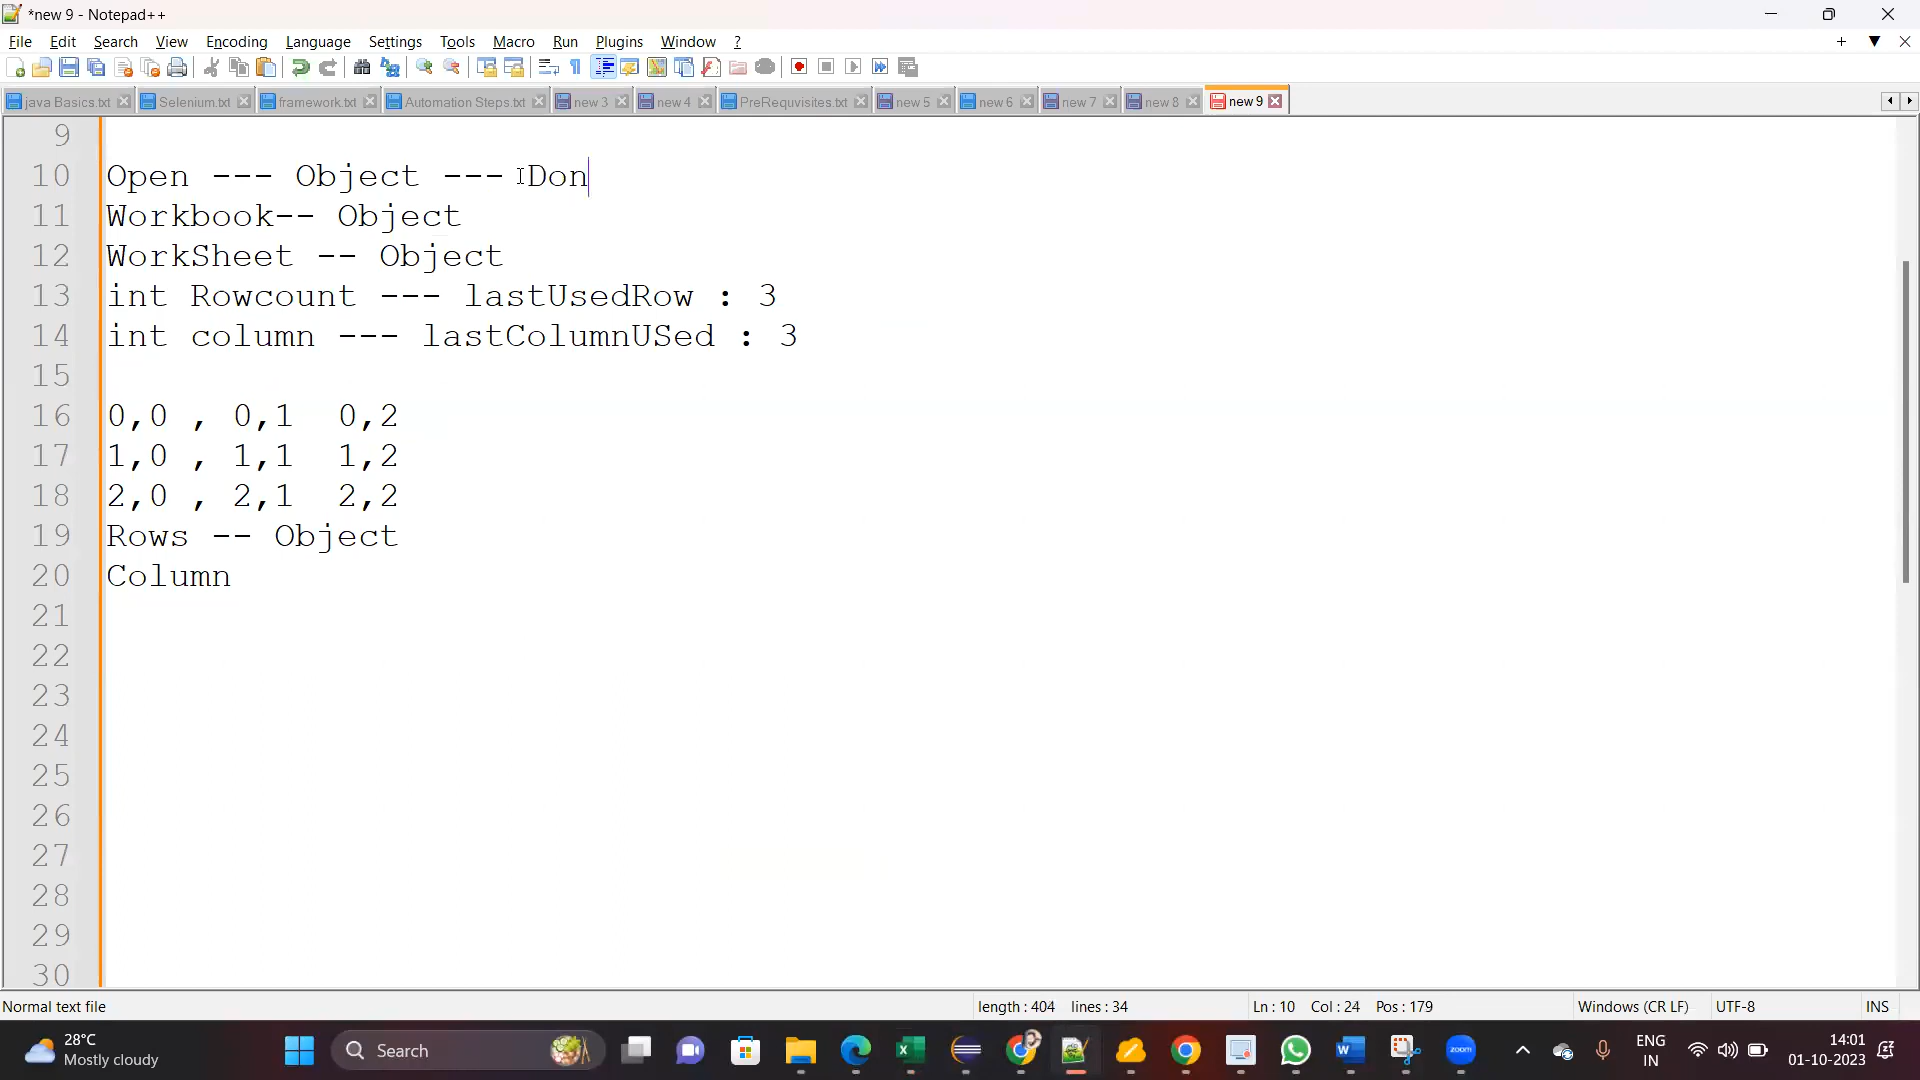 *new 9 - Notepad++
File Edit Search View Encoding Language Settings Tools Macro Run Plugins Window ?
java Basics.txt Selenium.txt framework.txt Automation Steps.txt new 3 new 4 PreRequvisites.txt new 5 new 6 new 7 new 8 new 9
9
10 Open --- Object --- Don
11 Workbook-- Object
12 WorkSheet -- Object
13 int Rowcount --- lastUsedRow : 3
14 int column --- lastColumnUSed : 3
15
16 0,0 , 0,1 0,2
17 1,0 , 1,1 1,2
18 2,0 , 2,1 2,2
19 Rows -- Object
20 Column
21
22
23
24
25
26
27
28
29
30
Normal text file length : 404 lines : 34 Ln : 10 Col : 24 Pos : 179 Windows (CR LF) UTF-8 INS
28°C
Mostly cloudy
Search
zoom
ENG
IN
14:01
01-10-2023